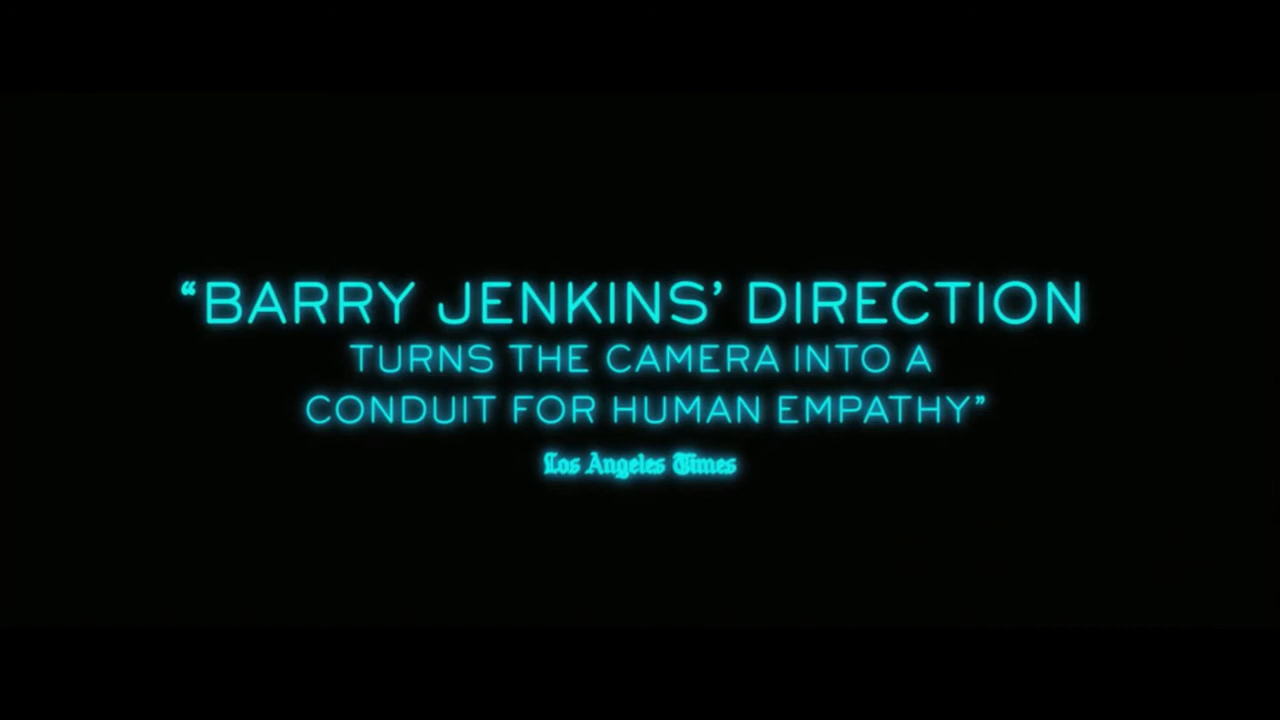 “BARRY JENKINS’ DIRECTION
TURNS THE CAMERA INTO A
CONDUIT FOR HUMAN EMPATHY”
Los Angeles Times